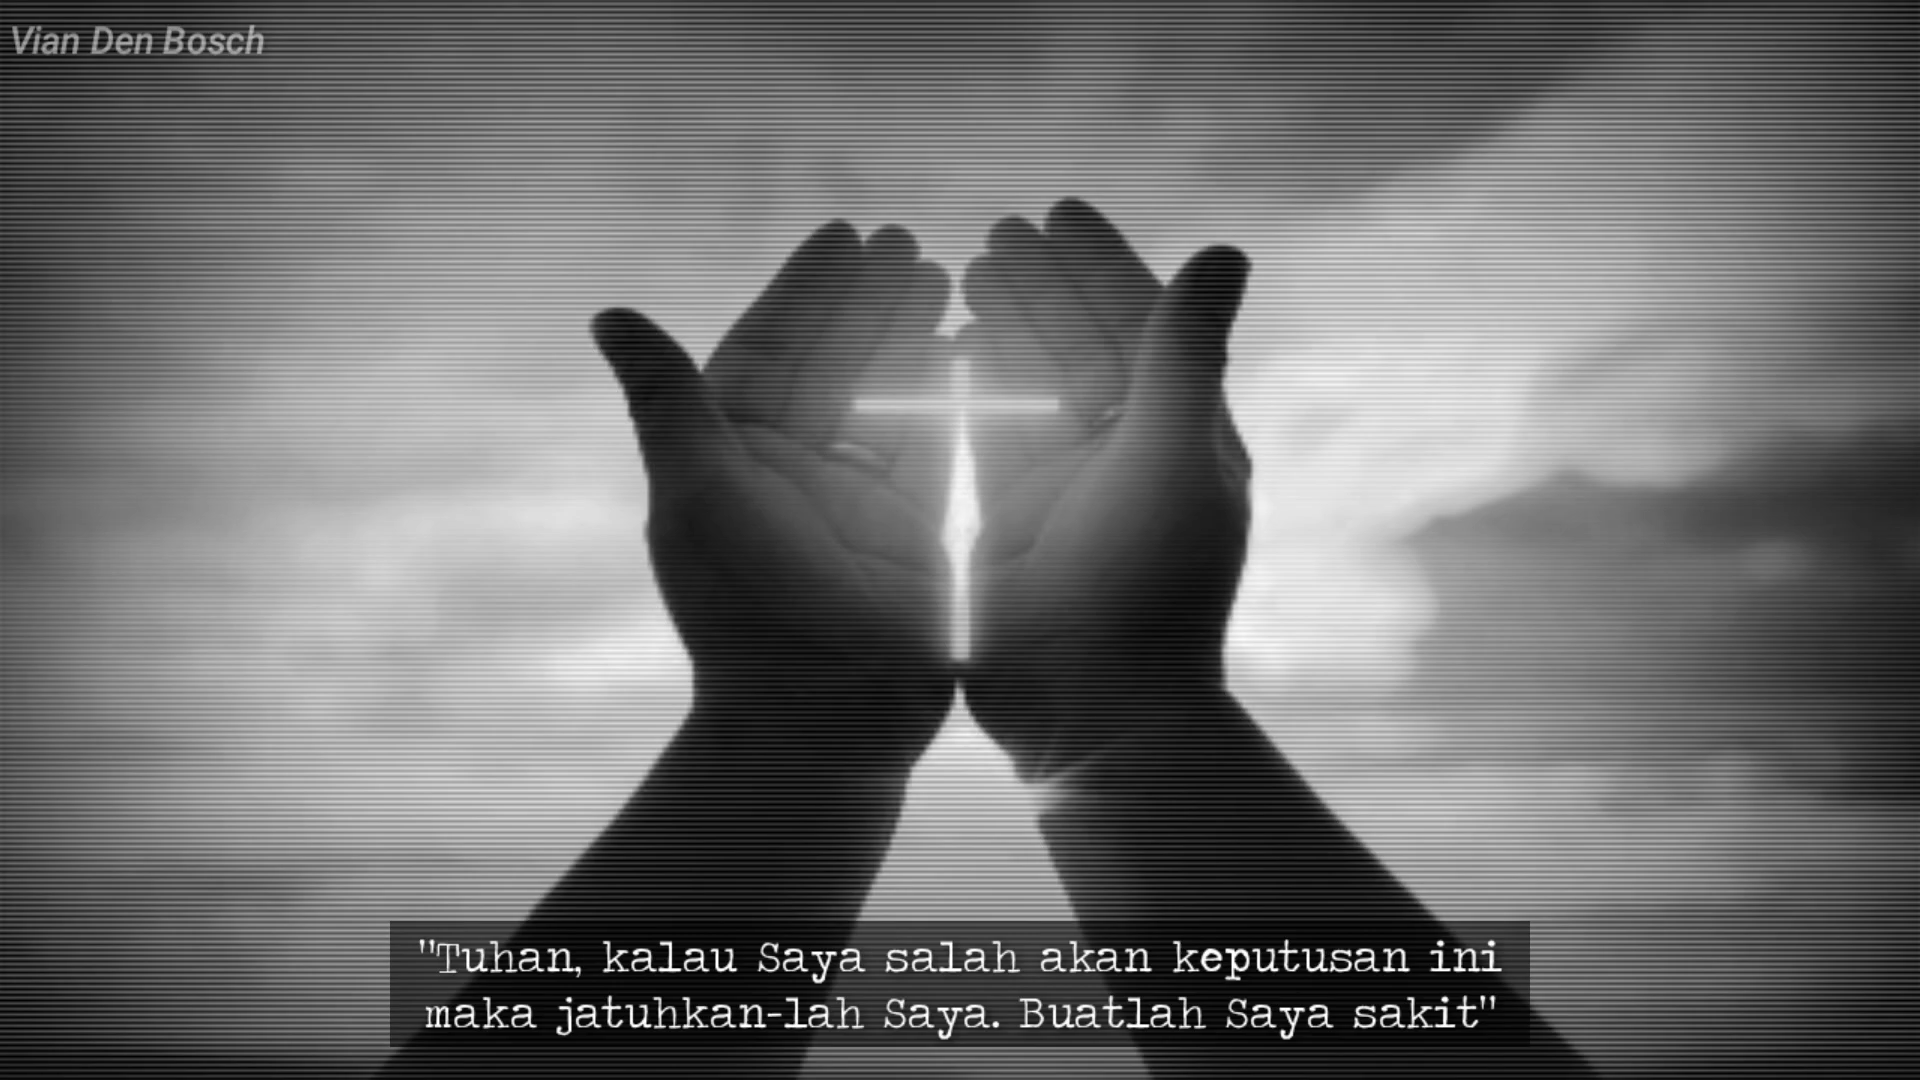 Vian Den Bosch
"Tuhan, kalau Saya salah akan keputusan ini
maka jatuhkan-lah Saya. Buatlah Saya sakit"